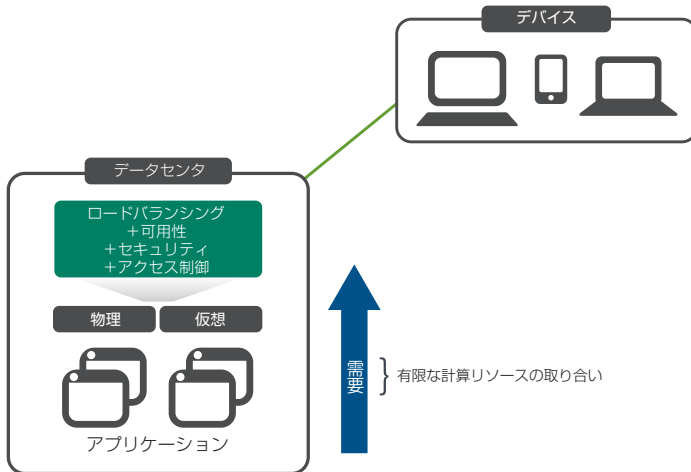 デバイス
データセンタ
ロードバランシング
＋可用性
＋セキュリティ
＋アクセス制御
物理
仮想
アプリケーション
需要
有限な計算リソースの取り合い